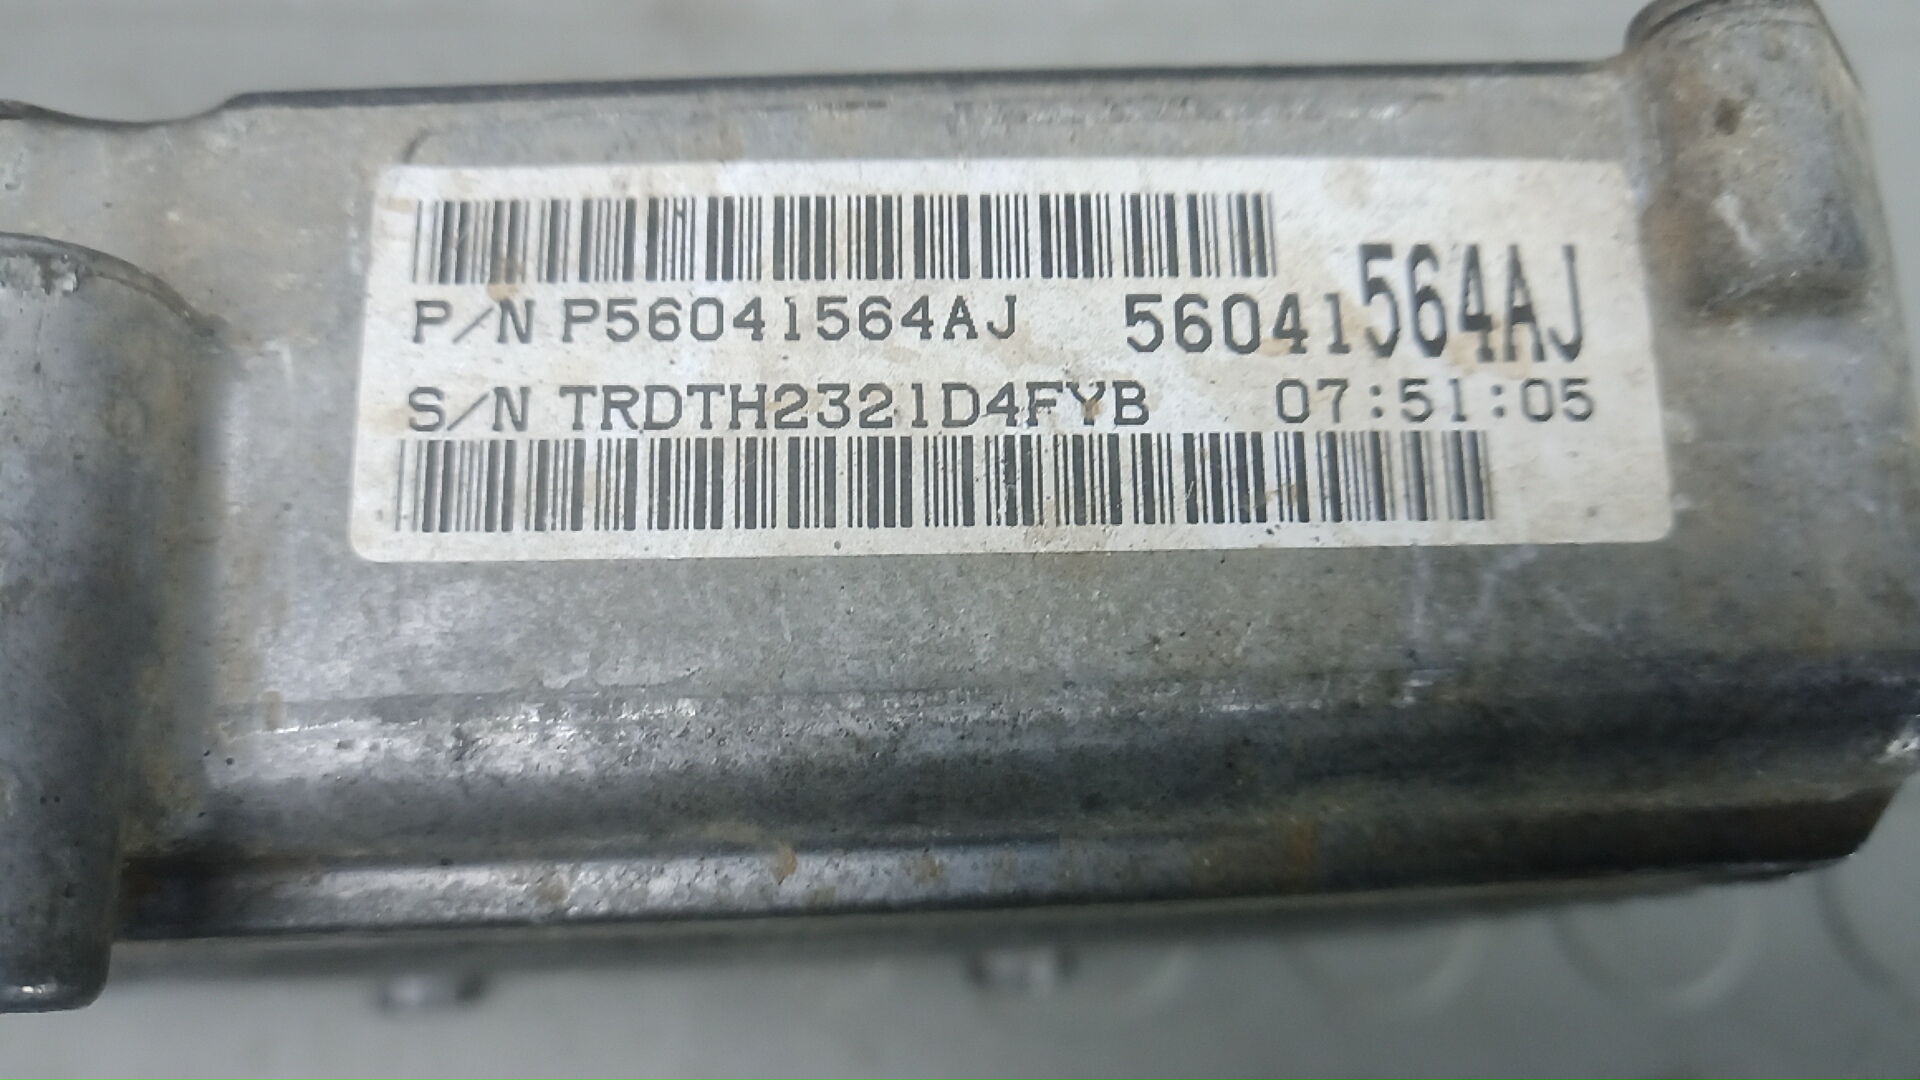 P/N P56041564AJ 56041564AJ
S/N TRDTH2321D4FYB 07:51:05